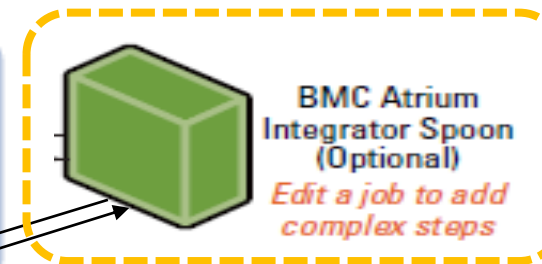 BMC Atrium
Integrator Spoon
(Optional)
Edit a job to add
complex steps